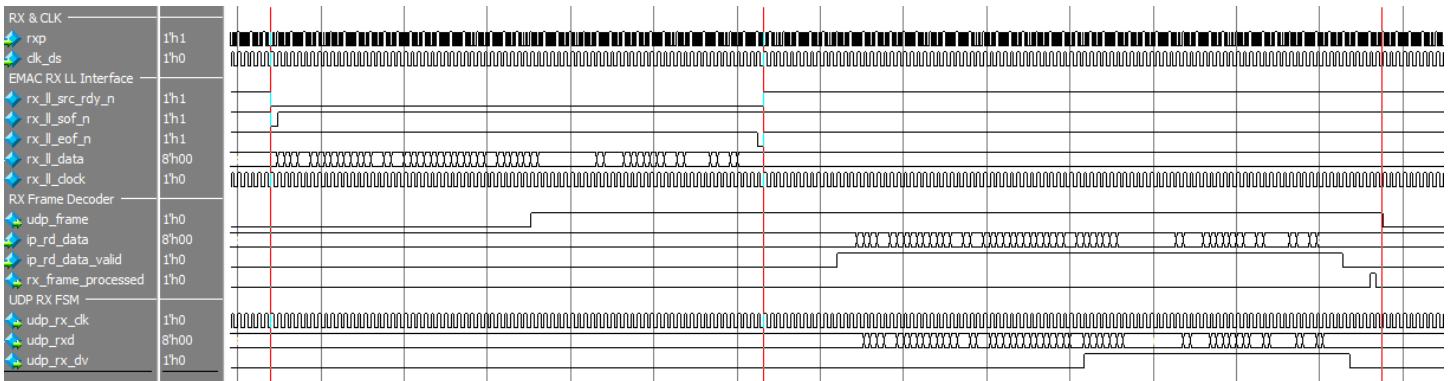 RX & CLK
rxp 1'h1
clk_ds 1'h0
EMAC RX LL Interface
rx_ll_src_rdy_n 1'h1
rx_ll_sof_n 1'h1
rx_ll_eof_n 1'h1
rx_ll_data 8'h00
rx_ll_clock 1'h0
RX Frame Decoder
udp_frame 1'h0
ip_rd_data 8'h00
ip_rd_data_valid 1'h0
rx_frame_processed 1'h0
UDP RX FSM
udp_rx_clk 1'h0
udp_rxd 8'h00
udp_rx_dv 1'h0